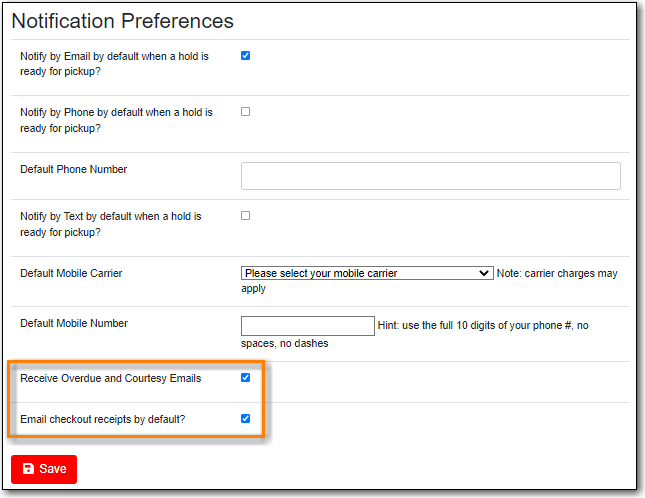 Notification Preferences
Notify by Email by default when a hold is
ready for pickup?
Notify by Phone by default when a hold is
ready for pickup?
Default Phone Number
Notify by Text by default when a hold is
ready for pickup?
Default Mobile Carrier
Please select your mobile carrier Note: carrier charges may
apply
Default Mobile Number
Hint: use the full 10 digits of your phone #, no
spaces, no dashes
Receive Overdue and Courtesy Emails
Email checkout receipts by default?
Save